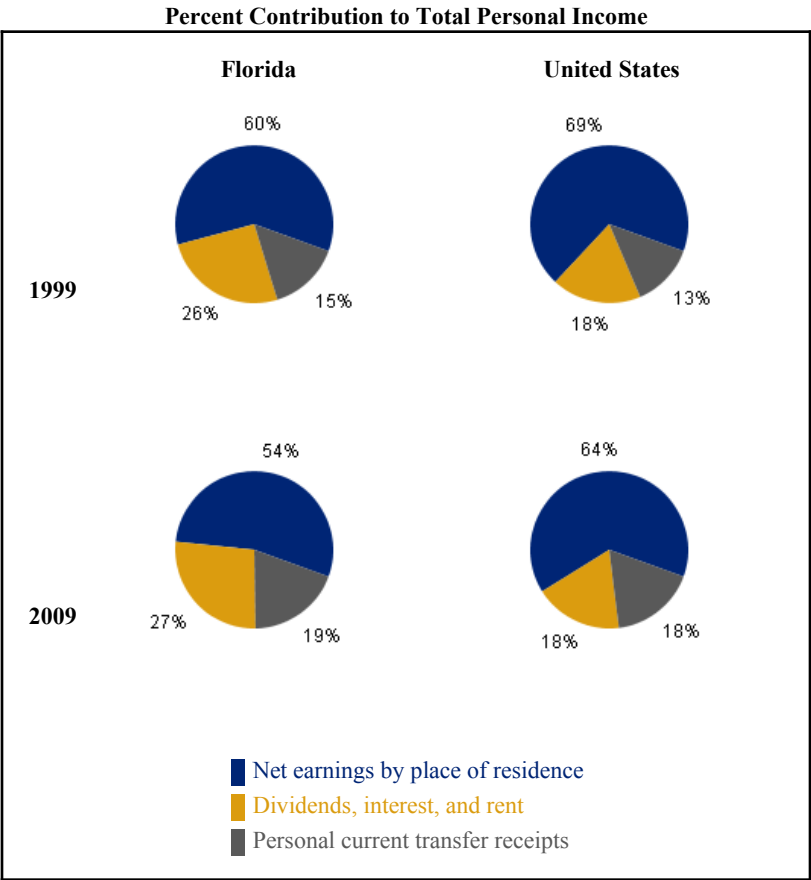 Percent Contribution to Total Personal Income
Florida United States
60% 69%
1999
26% 15% 18% 13%
54% 64%
2009
27% 19% 18% 18%
Net earnings by place of residence
Dividends, interest, and rent
Personal current transfer receipts